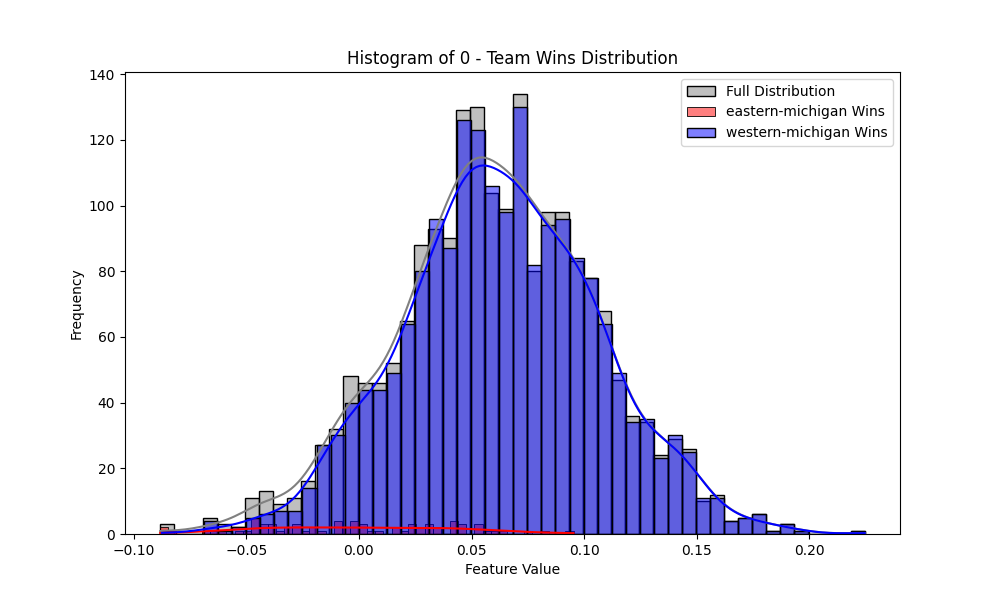 Histogram of 0 - Team Wins Distribution
Full Distribution
eastern-michigan Wins
western-michigan Wins
Frequency
140
120
100
80
60
40
20
0
−0.10 −0.05 0.00 0.05 0.10 0.15 0.20
Feature Value